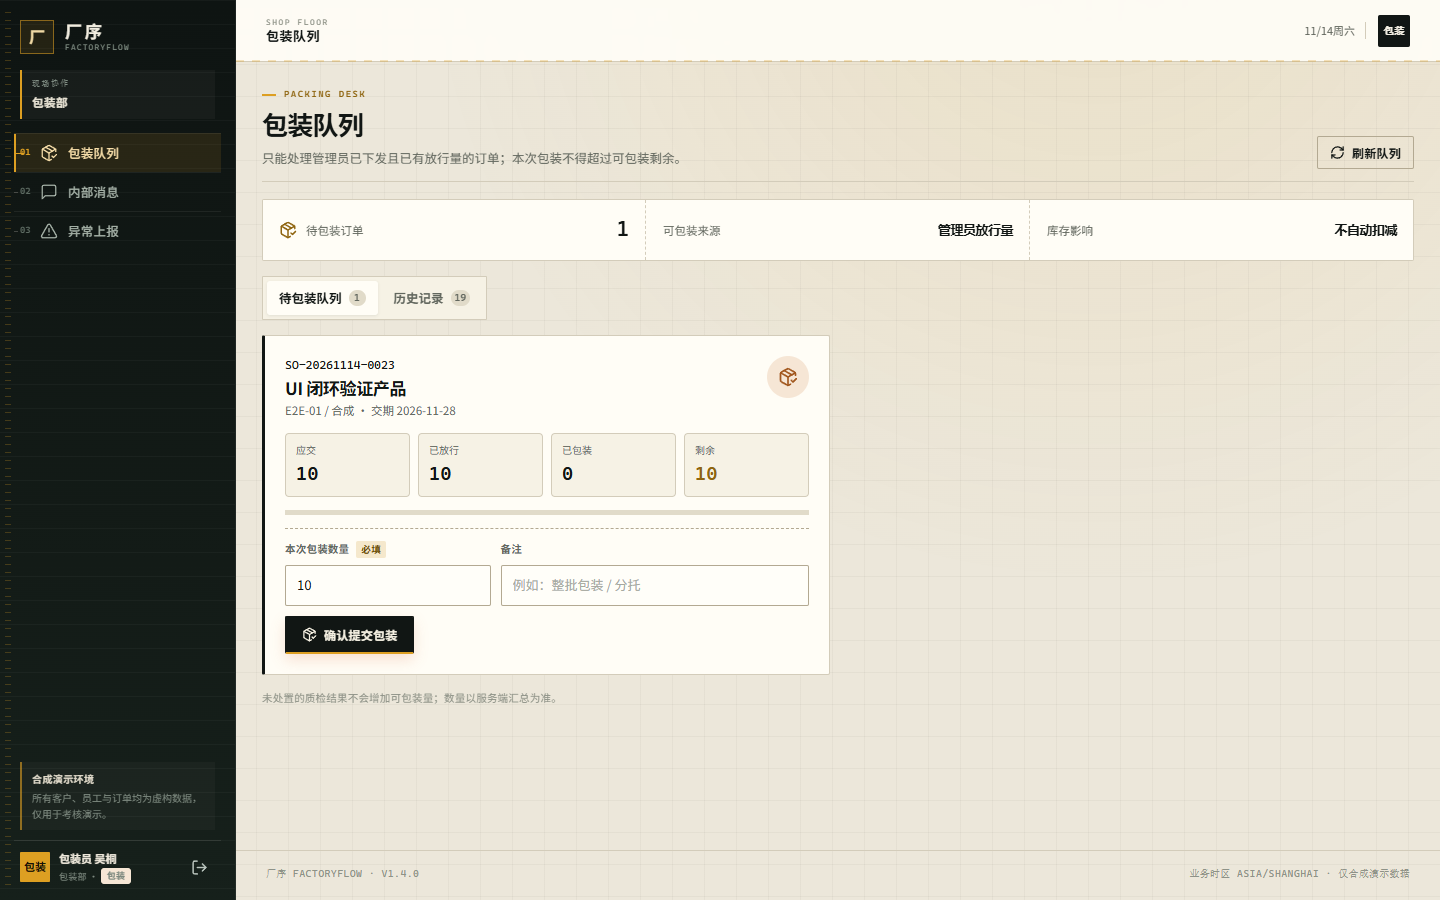 厂
厂序
FACTORYFLOW
现场协作
包装部
01 包装队列
02 内部消息
03 异常上报
合成演示环境
所有客户、员工与订单均为虚构数据,
仅用于考核演示。
包装
包装员 吴桐
包装部 · 包装
SHOP FLOOR
包装队列
11/14周六
包装
PACKING DESK
包装队列
只能处理管理员已下发且已有放行量的订单；本次包装不得超过可包装剩余。
刷新队列
待包装订单 1
可包装来源 管理员放行量
库存影响 不自动扣减
待包装队列 1
历史记录 19
SO-20261114-0023
UI 闭环验证产品
E2E-01 / 合成 · 交期 2026-11-28
应交 已放行 已包装 剩余
10 10 0 10
本次包装数量 必填 备注
10 例如：整批包装 / 分托
确认提交包装
未处置的质检结果不会增加可包装量；数量以服务端汇总为准。
厂序 FACTORYFLOW · V1.4.0
业务时区 ASIA/SHANGHAI · 仅合成演示数据